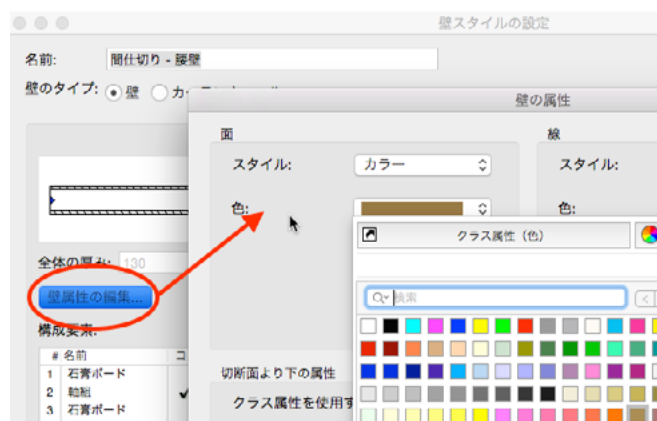 壁スタイルの設定
名前: 間仕切り - 腰壁
壁のタイプ: 壁
壁の属性
面
線
スタイル: カラー
スタイル:
色:
色:
クラス属性（色）
全体の厚み: 130
検索
壁属性の編集...
構成要素:
# 名前
1 石膏ボード
2 軸組
3 石膏ボード
切断面より下の属性
クラス属性を使用す